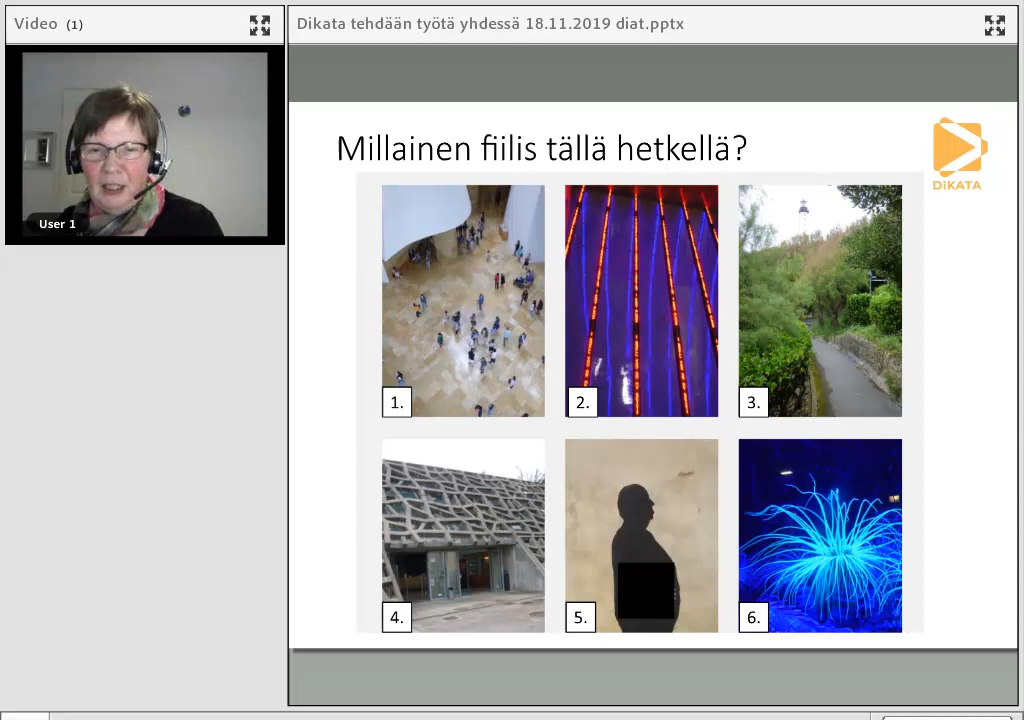 Video (1)
Dikata tehdään työtä yhdessä 18.11.2019 diat.pptx
User 1
Millainen fiilis tällä hetkellä?
DiKATA
1.
2.
3.
4.
5.
6.